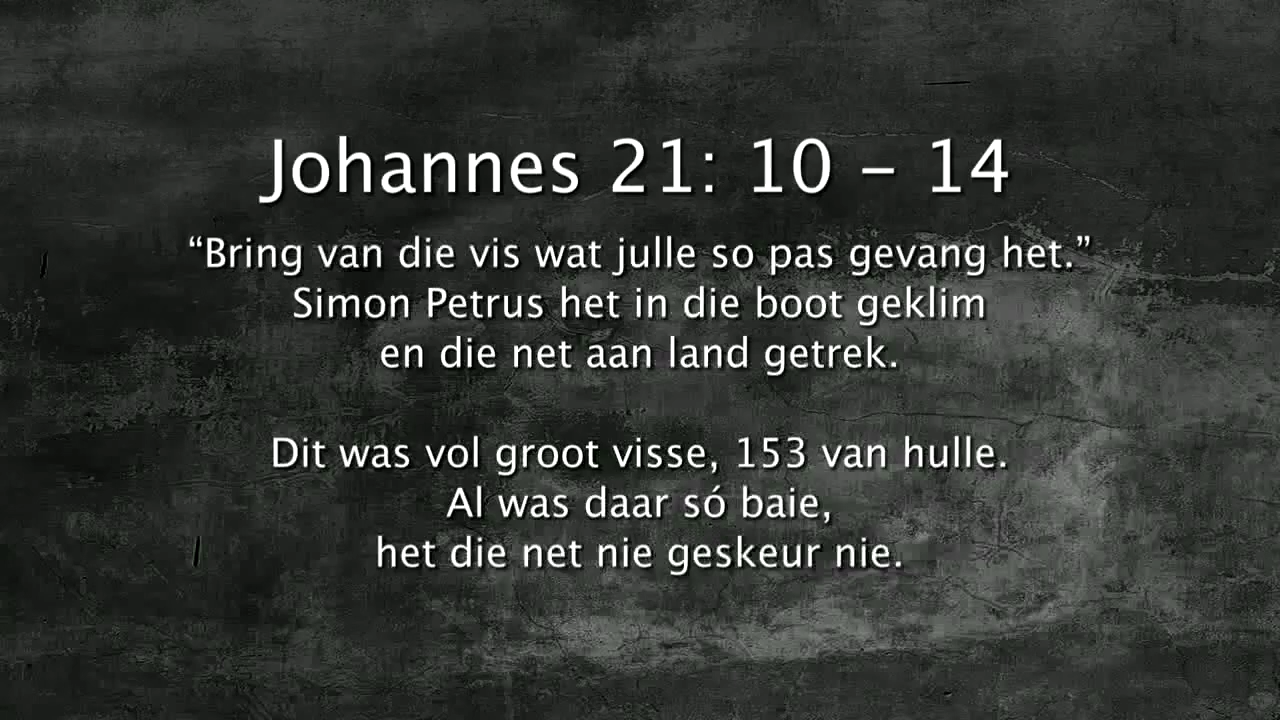 Johannes 21: 10 – 14
“Bring van die vis wat julle so pas gevang het.”
Simon Petrus het in die boot geklim
en die net aan land getrek.
Dit was vol groot visse, 153 van hulle.
Al was daar só baie,
het die net nie geskeur nie.